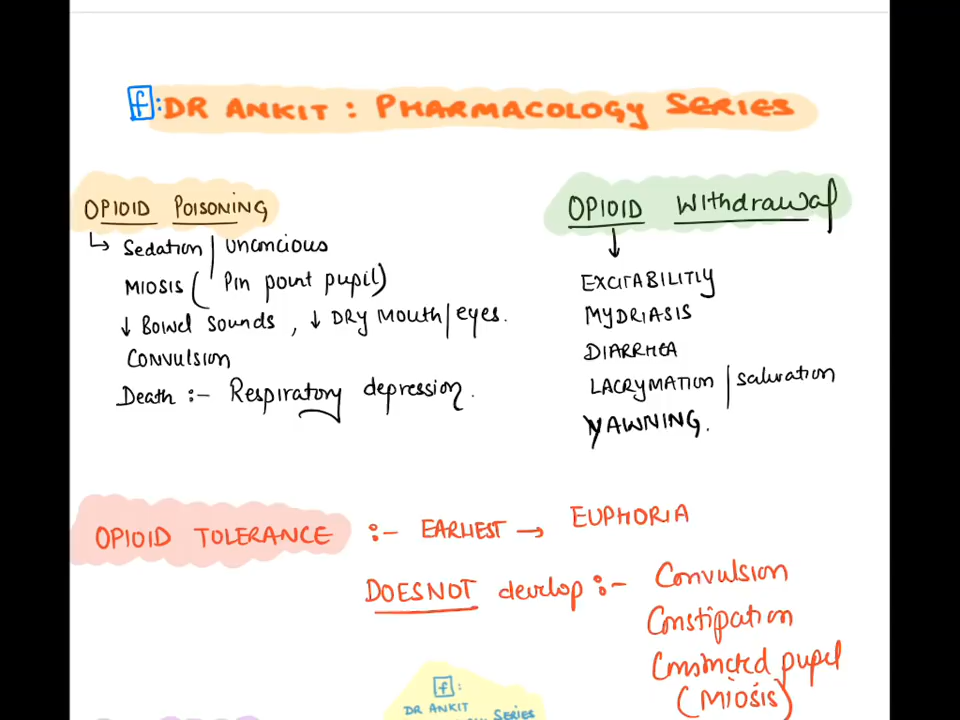 f: DR ANKIT : PHARMACOLOGY SERIES
OPIOID POISONING
↳ Sedation / Unconcious
MIOSIS ( Pin point pupil)
↓ Bowel sounds , ↓ DRY MOUTH / eyes.
Convulsion
Death :- Respiratory depression.
OPIOID Withdrawal
↓
EXCITABILITIY
MYDRIASIS
DIARRHEA
LACRYMATION / salivation
YAWNING.
OPIOID TOLERANCE :- EARLIEST → EUPHORIA
DOESNOT develop :- Convulsion
Constipation
Constricted pupil
(MIOSIS)
f:
DR ANKIT
SERIES